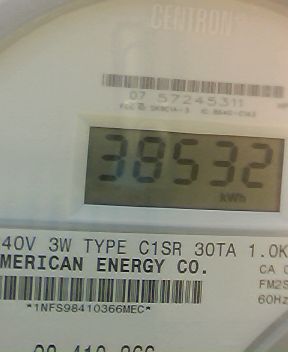 CENTRON
07 57245311
38532
kWh
40V 3W TYPE C1SR 30TA 1.0K
MERICAN ENERGY CO.
CA 0
FM2S
60Hz
*1NFS98410366MEC*